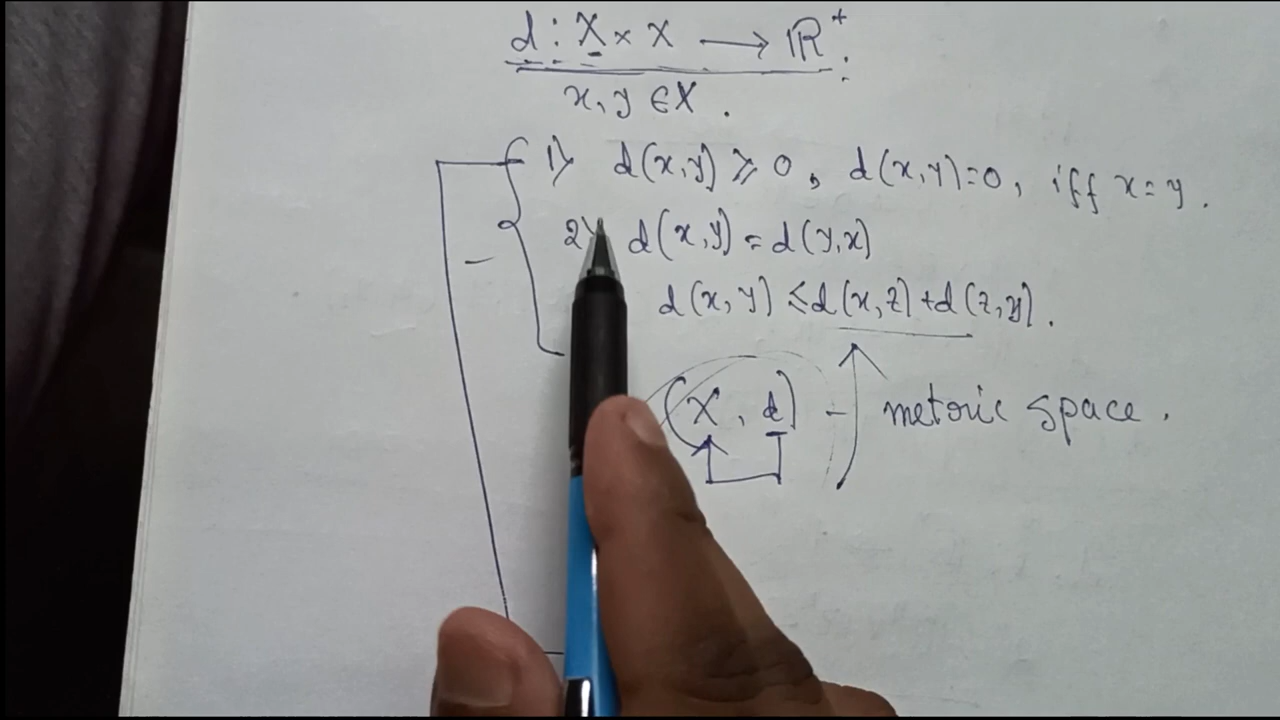 d : X × X → ℝ⁺ :
x, y ∈ X .
1) d(x,y) ≥ 0, d(x,y)=0, iff x = y .
2) d(x,y) = d(y,x)
d(x,y) ≤ d(x,z) + d(z,y) .
(X, d) - metric space .